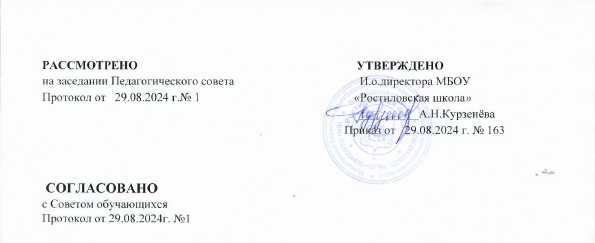 РАССМОТРЕНО
на заседании Педагогического совета
Протокол от 29.08.2024 г.№ 1
УТВЕРЖДЕНО
И.о.директора МБОУ
«Ростиловская школа»
А.Н.Курзенёва
Приказ от 29.08.2024 г. № 163
СОГЛАСОВАНО
с Советом обучающихся
Протокол от 29.08.2024г. №1